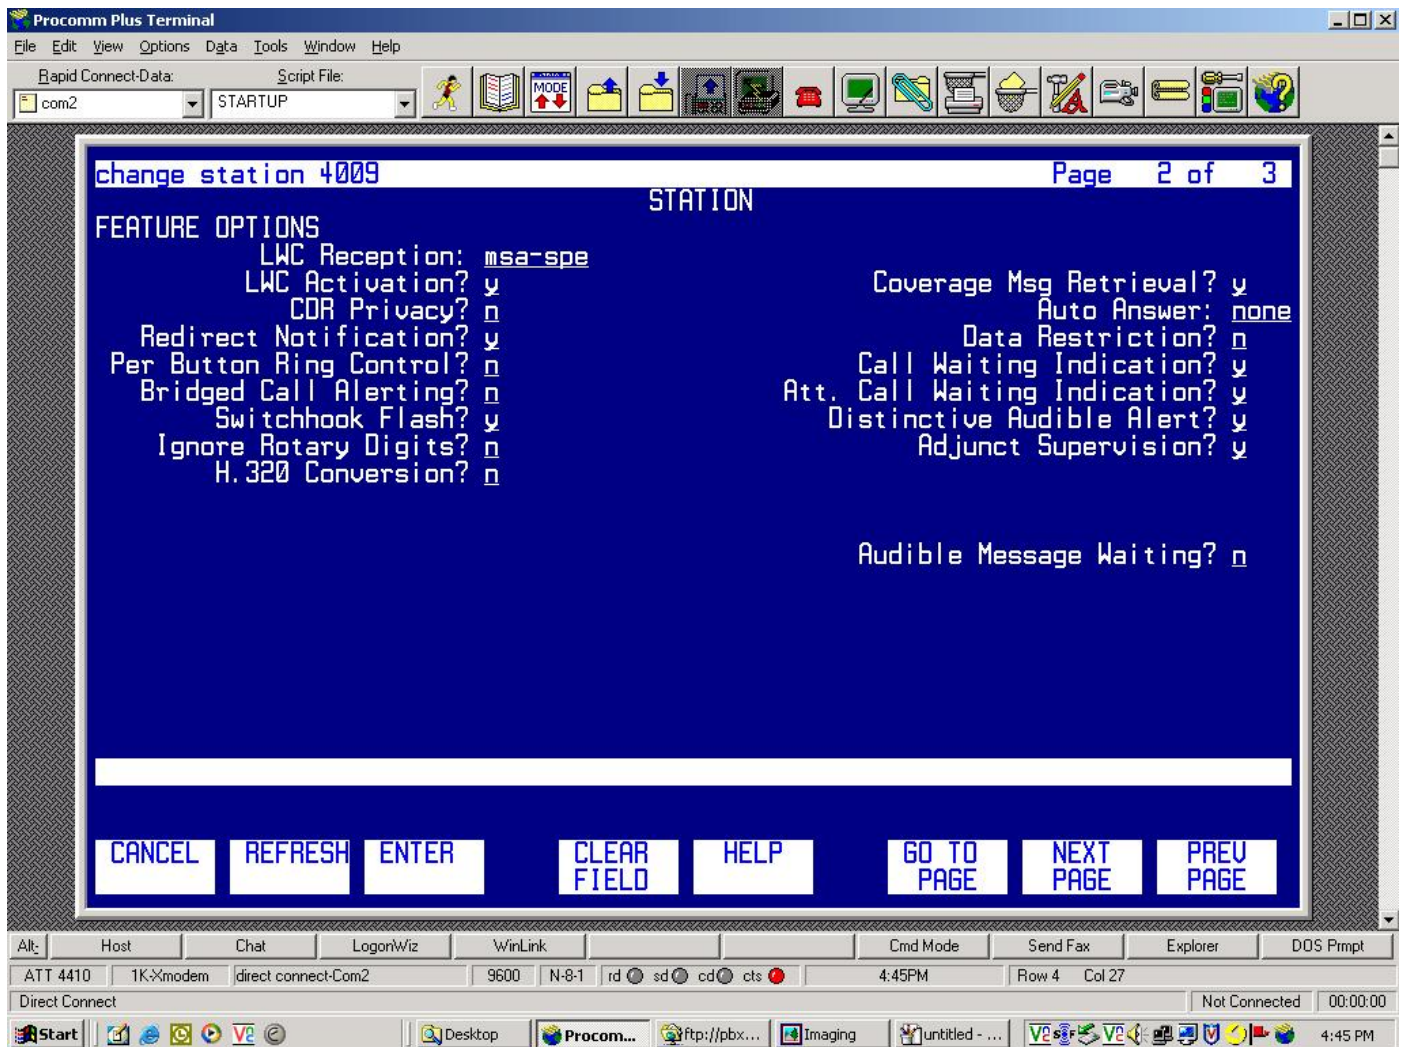 Procomm Plus Terminal
File Edit View Options Data Tools Window Help
Rapid Connect-Data: Script File:
com2 STARTUP MODE
change station 4009 Page 2 of 3
STATION
FEATURE OPTIONS
LWC Reception: msa-spe
LWC Activation? y Coverage Msg Retrieval? y
CDR Privacy? n Auto Answer: none
Redirect Notification? y Data Restriction? n
Per Button Ring Control? n Call Waiting Indication? y
Bridged Call Alerting? n Att. Call Waiting Indication? y
Switchhook Flash? y Distinctive Audible Alert? y
Ignore Rotary Digits? n Adjunct Supervision? y
H.320 Conversion? n
Audible Message Waiting? n
CANCEL REFRESH ENTER CLEAR FIELD HELP GO TO PAGE NEXT PAGE PREV PAGE
Alt- Host Chat LogonWiz WinLink Cmd Mode Send Fax Explorer DOS Prmpt
ATT 4410 1K-Xmodem direct connect-Com2 9600 N-8-1 rd sd cd cts 4:45PM Row 4 Col 27
Direct Connect Not Connected 00:00:00
Start Desktop Procomm... ftp://pbx... Imaging untitled - ... 4:45 PM